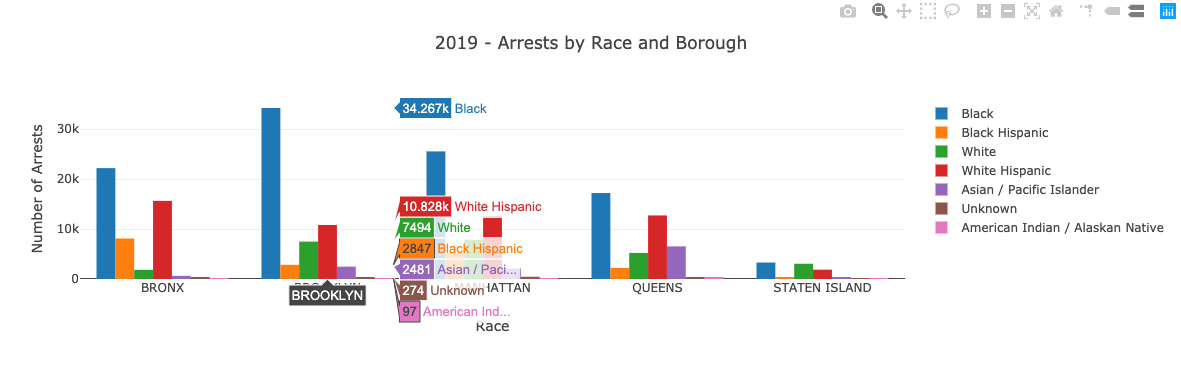 2019 - Arrests by Race and Borough
Number of Arrests
30k
20k
10k
0
34.267k Black
10.828k White Hispanic
7494 White
2847 Black Hispanic
2481 Asian / Paci...
274 Unknown
97 American Ind...
BRONX
BROOKLYN
BROOKLYN
MANHATTAN
QUEENS
STATEN ISLAND
Race
Black
Black Hispanic
White
White Hispanic
Asian / Pacific Islander
Unknown
American Indian / Alaskan Native